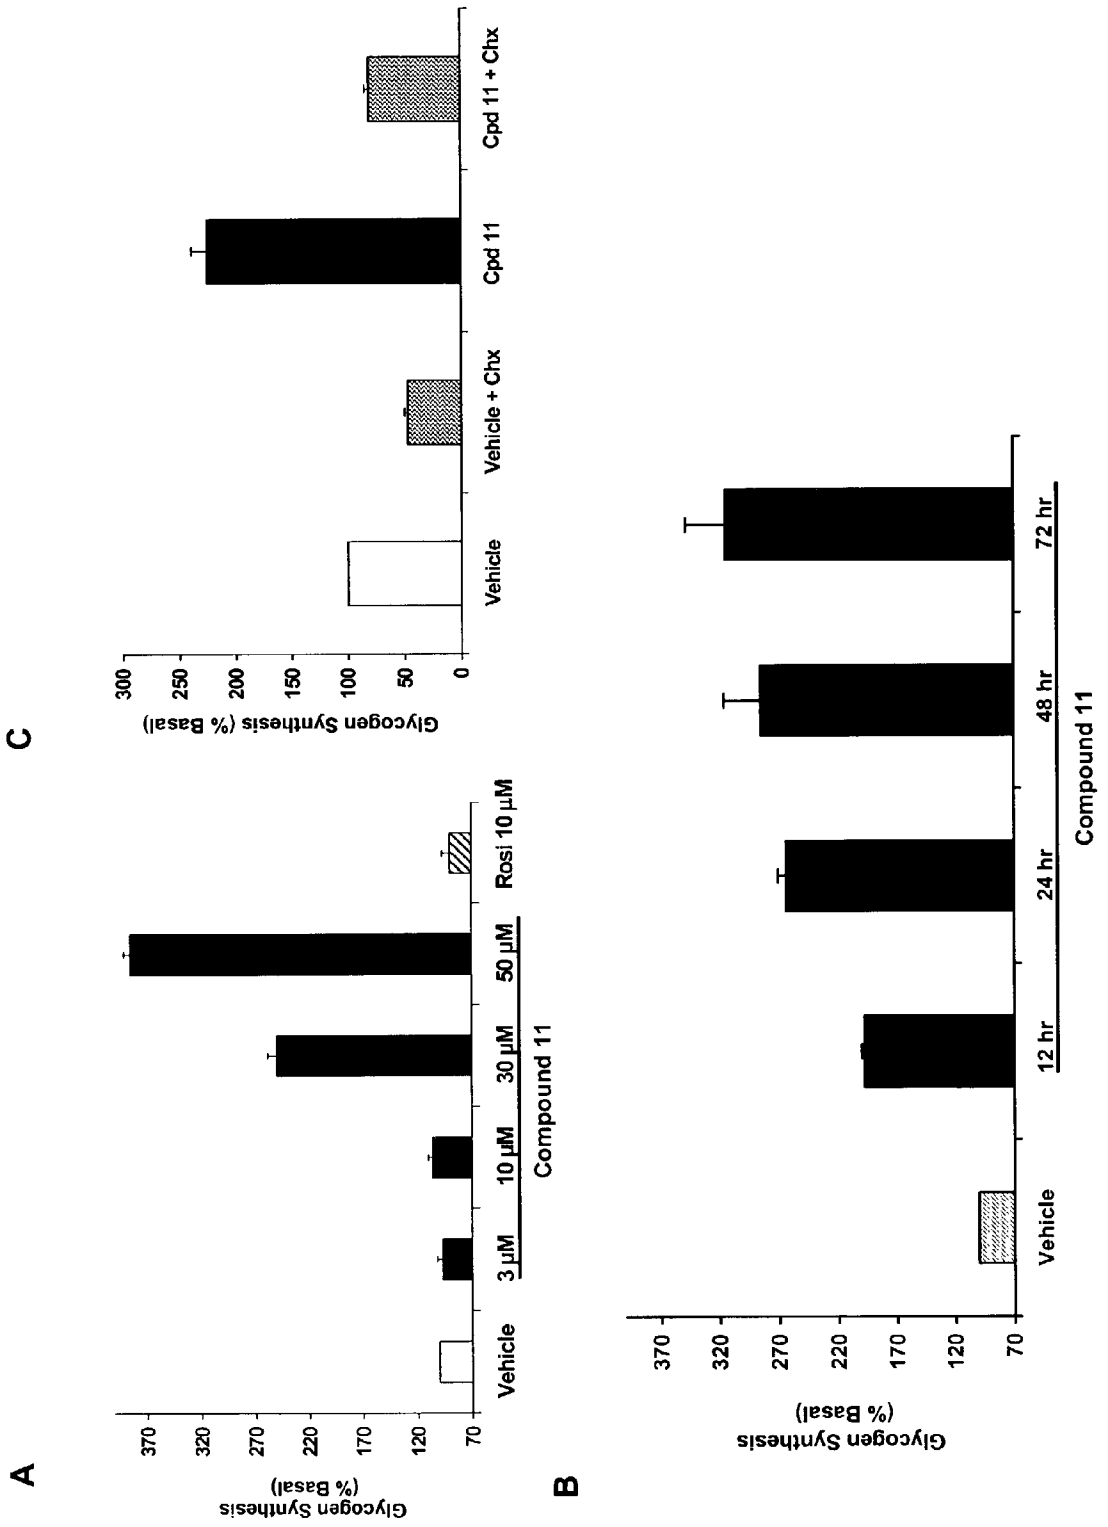 A
Glycogen Synthesis
(% Basal)
370
320
270
220
170
120
70
Vehicle
3 µM
10 µM
30 µM
50 µM
Rosi 10 µM
Compound 11
C
Glycogen Synthesis (% Basal)
300
250
200
150
100
50
0
Vehicle
Vehicle + Chx
Cpd 11
Cpd 11 + Chx
B
Glycogen Synthesis
(% Basal)
370
320
270
220
170
120
70
Vehicle
12 hr
24 hr
48 hr
72 hr
Compound 11